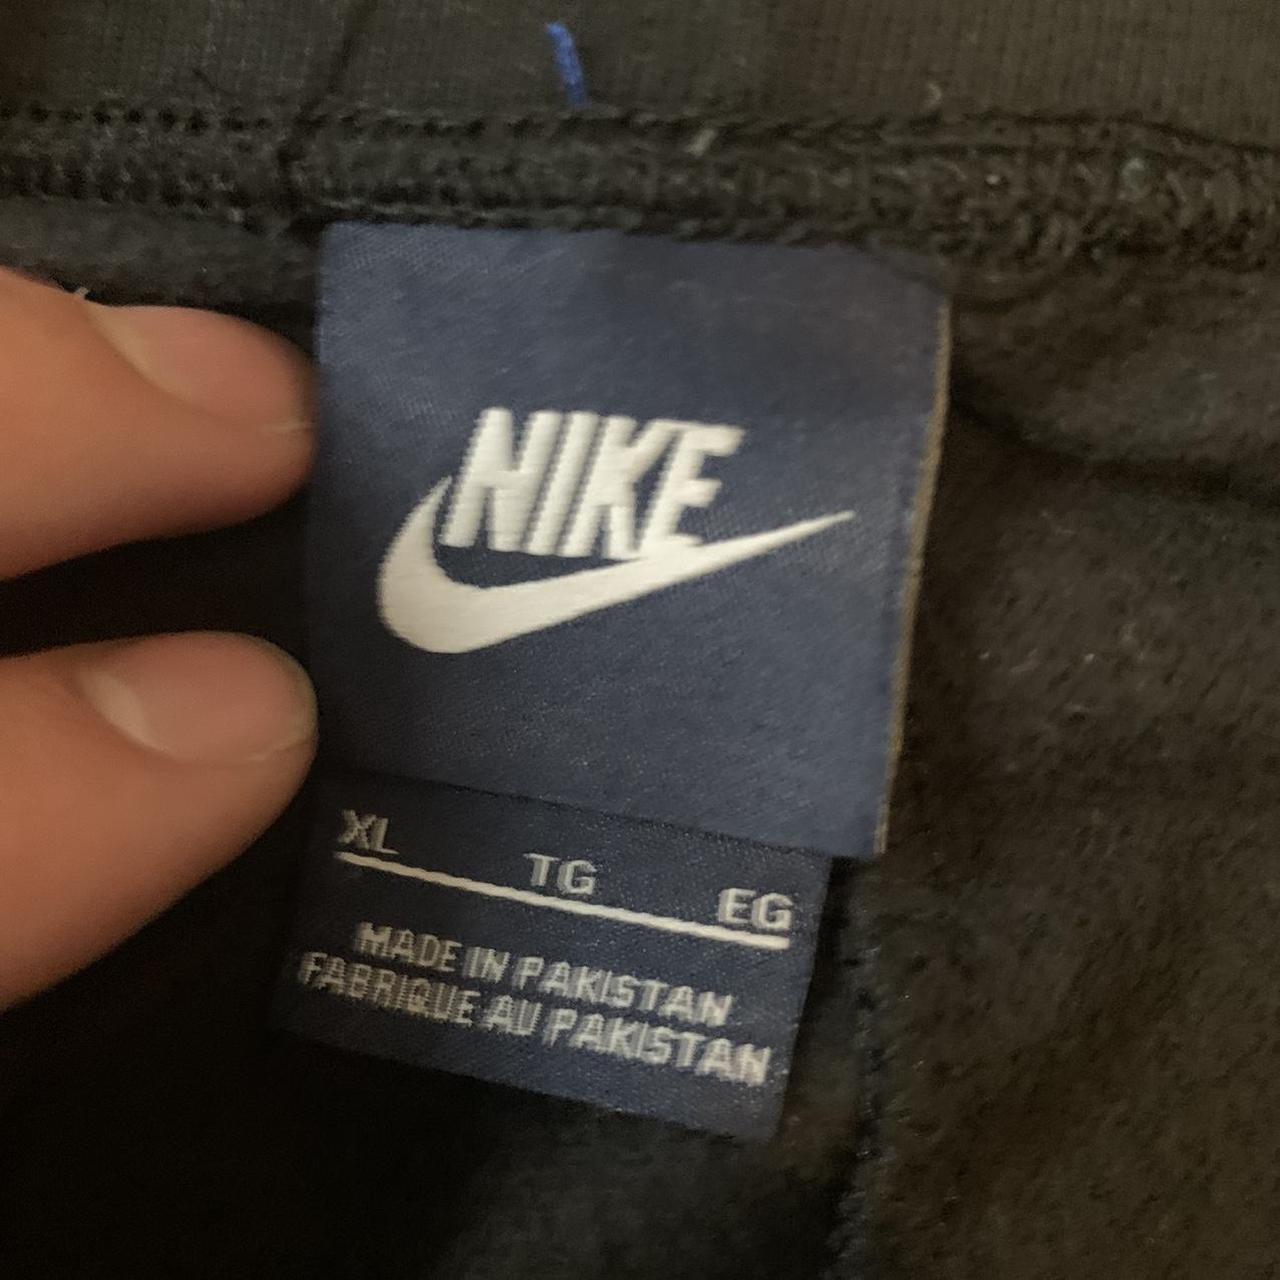 NIKE
XL TG EG
MADE IN PAKISTAN
FABRIQUE AU PAKISTAN